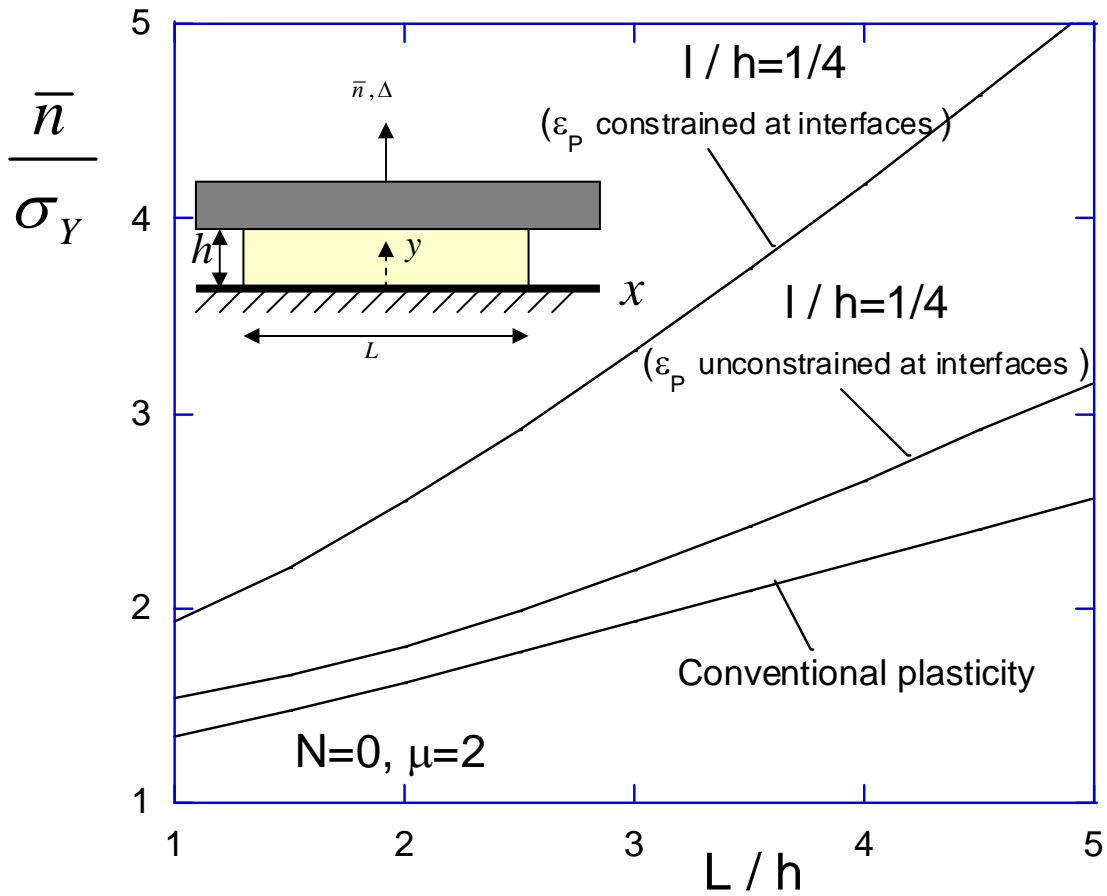 5
4
3
2
1
n̄
σ_Y
l / h=1/4
(ε_P constrained at interfaces )
n̄ , Δ
h
y
x
L
l / h=1/4
(ε_P unconstrained at interfaces )
Conventional plasticity
N=0, μ=2
1 2 3 4 5
L / h